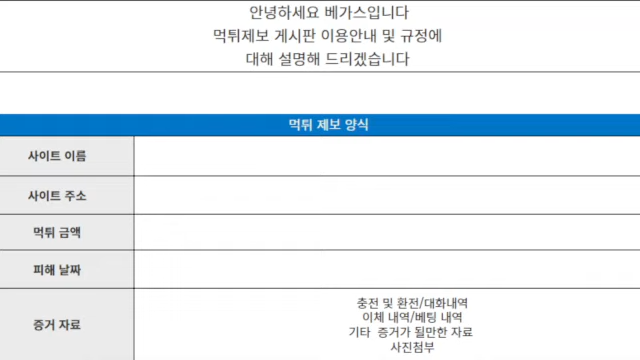 안녕하세요 베가스입니다
먹튀제보 게시판 이용안내 및 규정에
대해 설명해 드리겠습니다
먹튀 제보 양식
사이트 이름
사이트 주소
먹튀 금액
피해 날짜
증거 자료
충전 및 환전/대화내역
이체 내역/베팅 내역
기타 증거가 될만한 자료
사진첨부